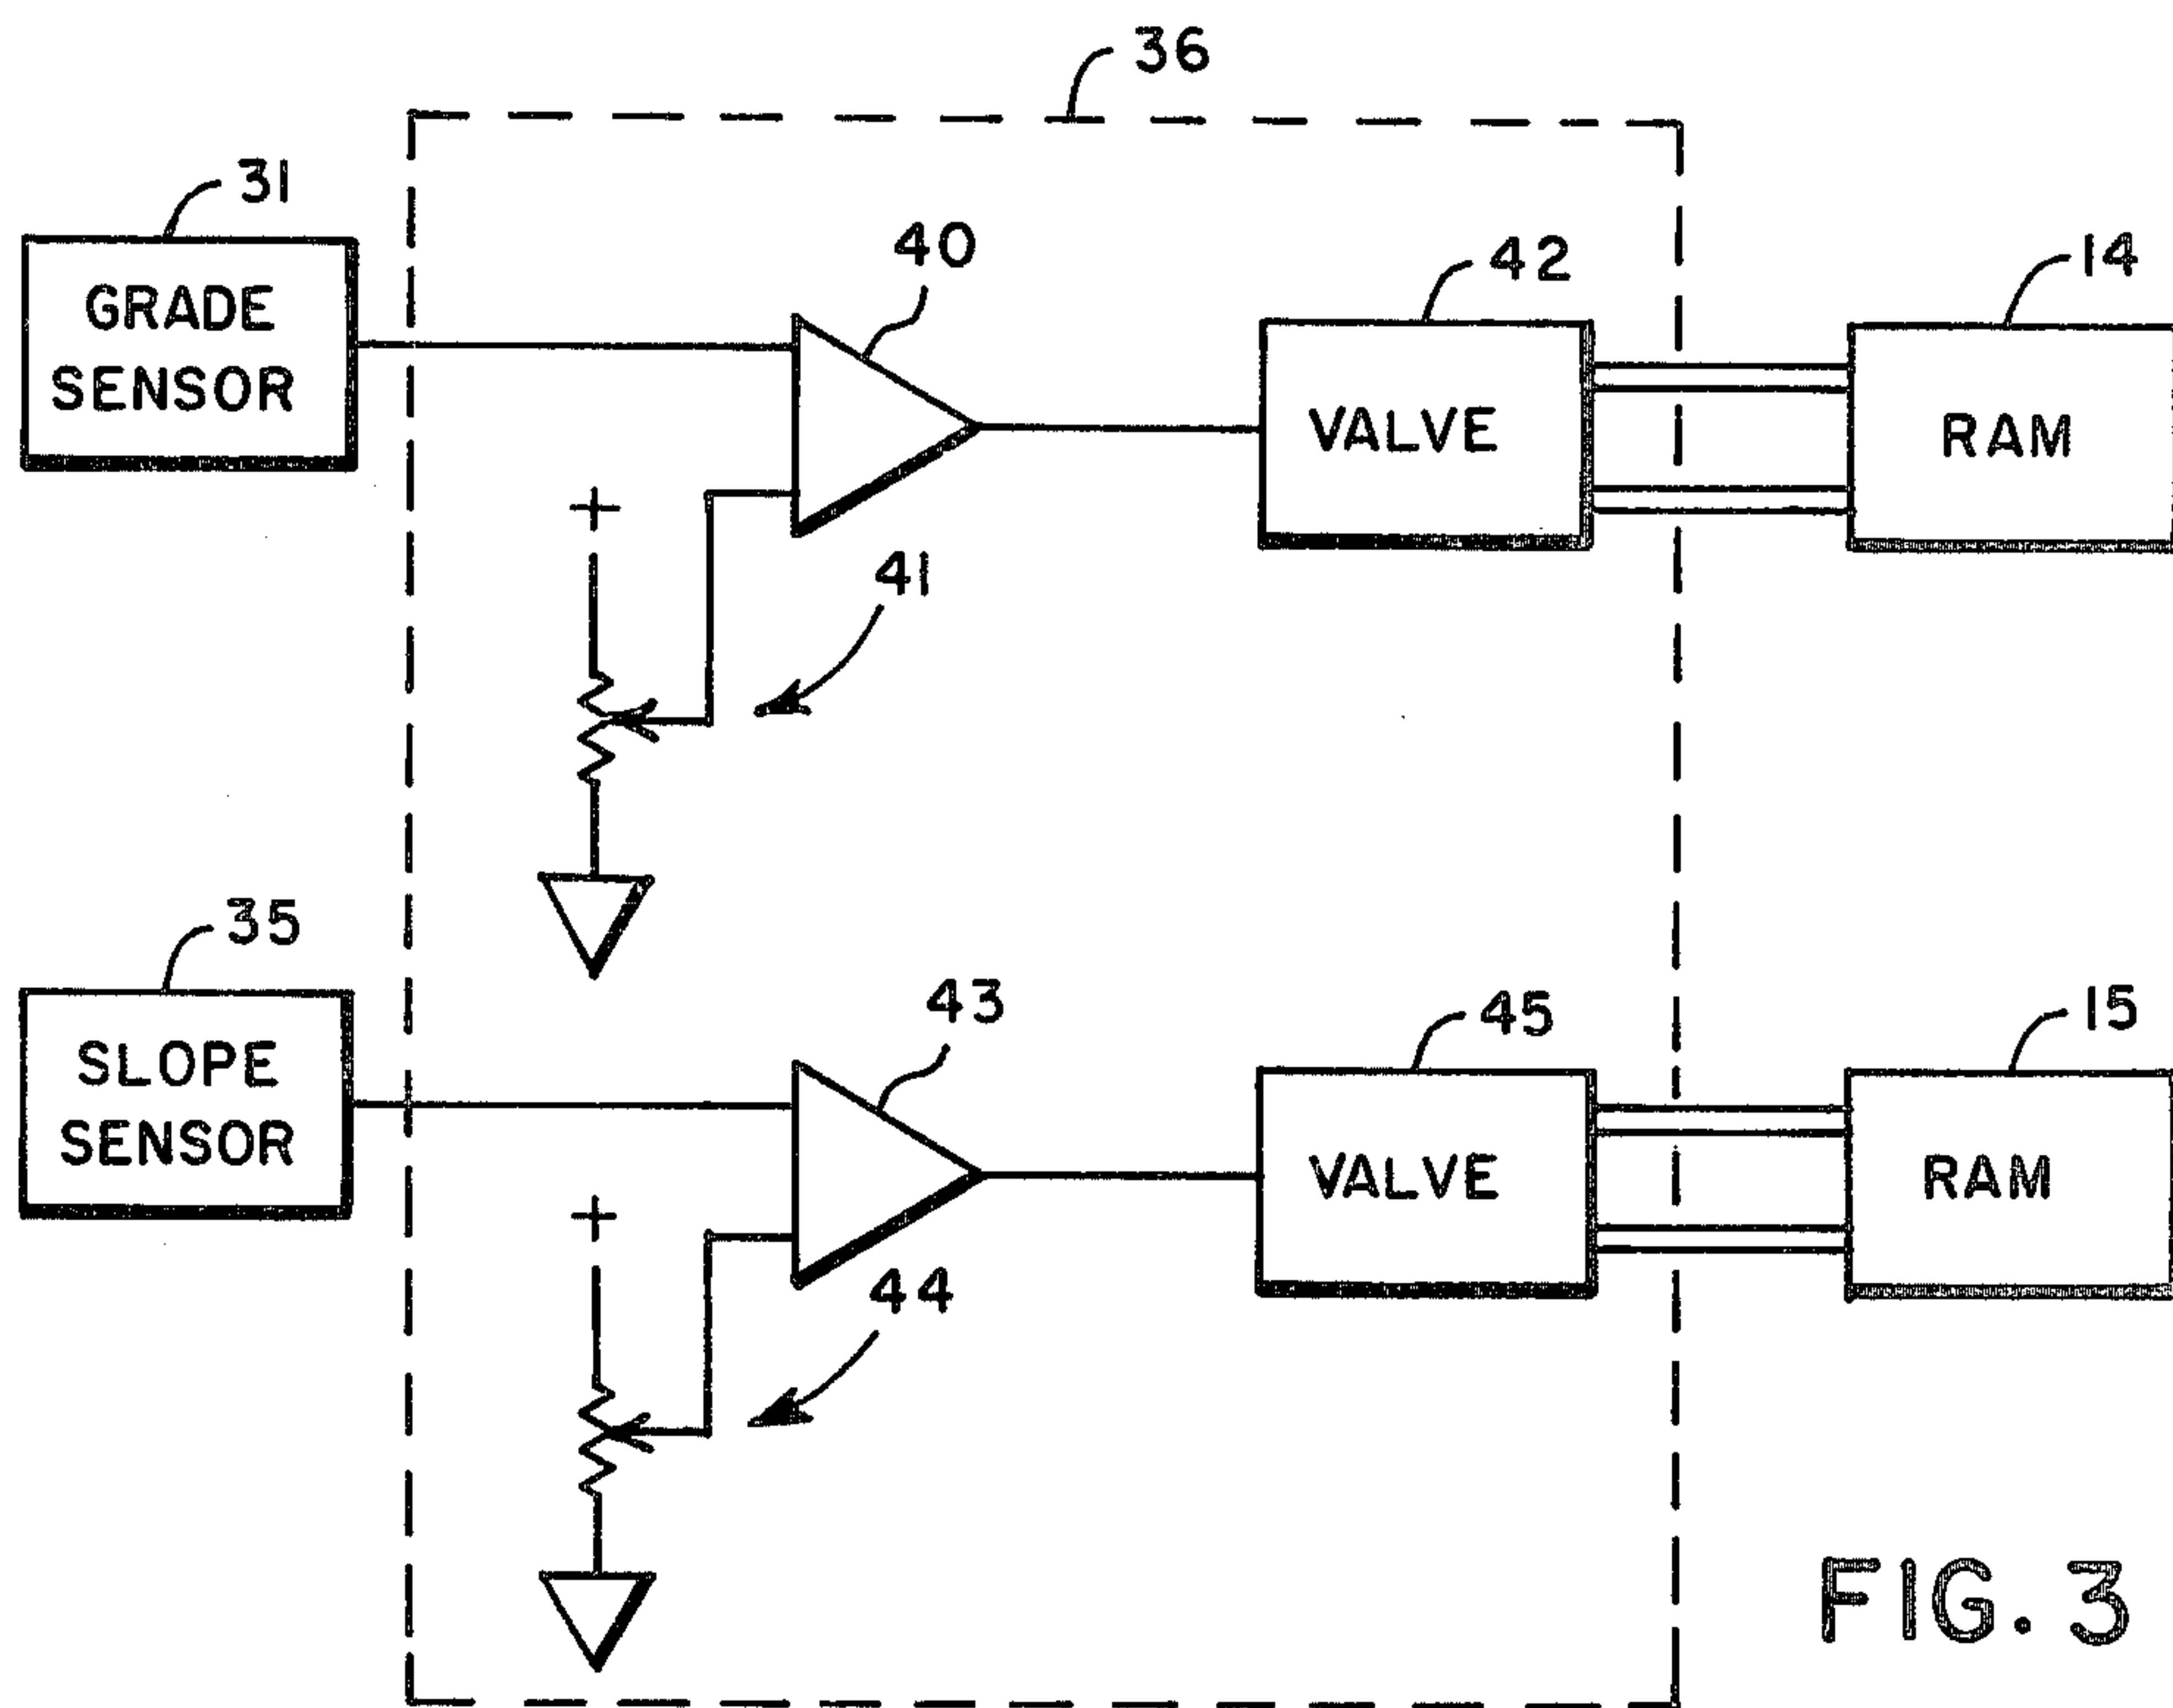 36
31
GRADE
SENSOR
40
42
VALVE
14
RAM
+
41
35
SLOPE
SENSOR
43
45
VALVE
15
RAM
+
44
FIG. 3